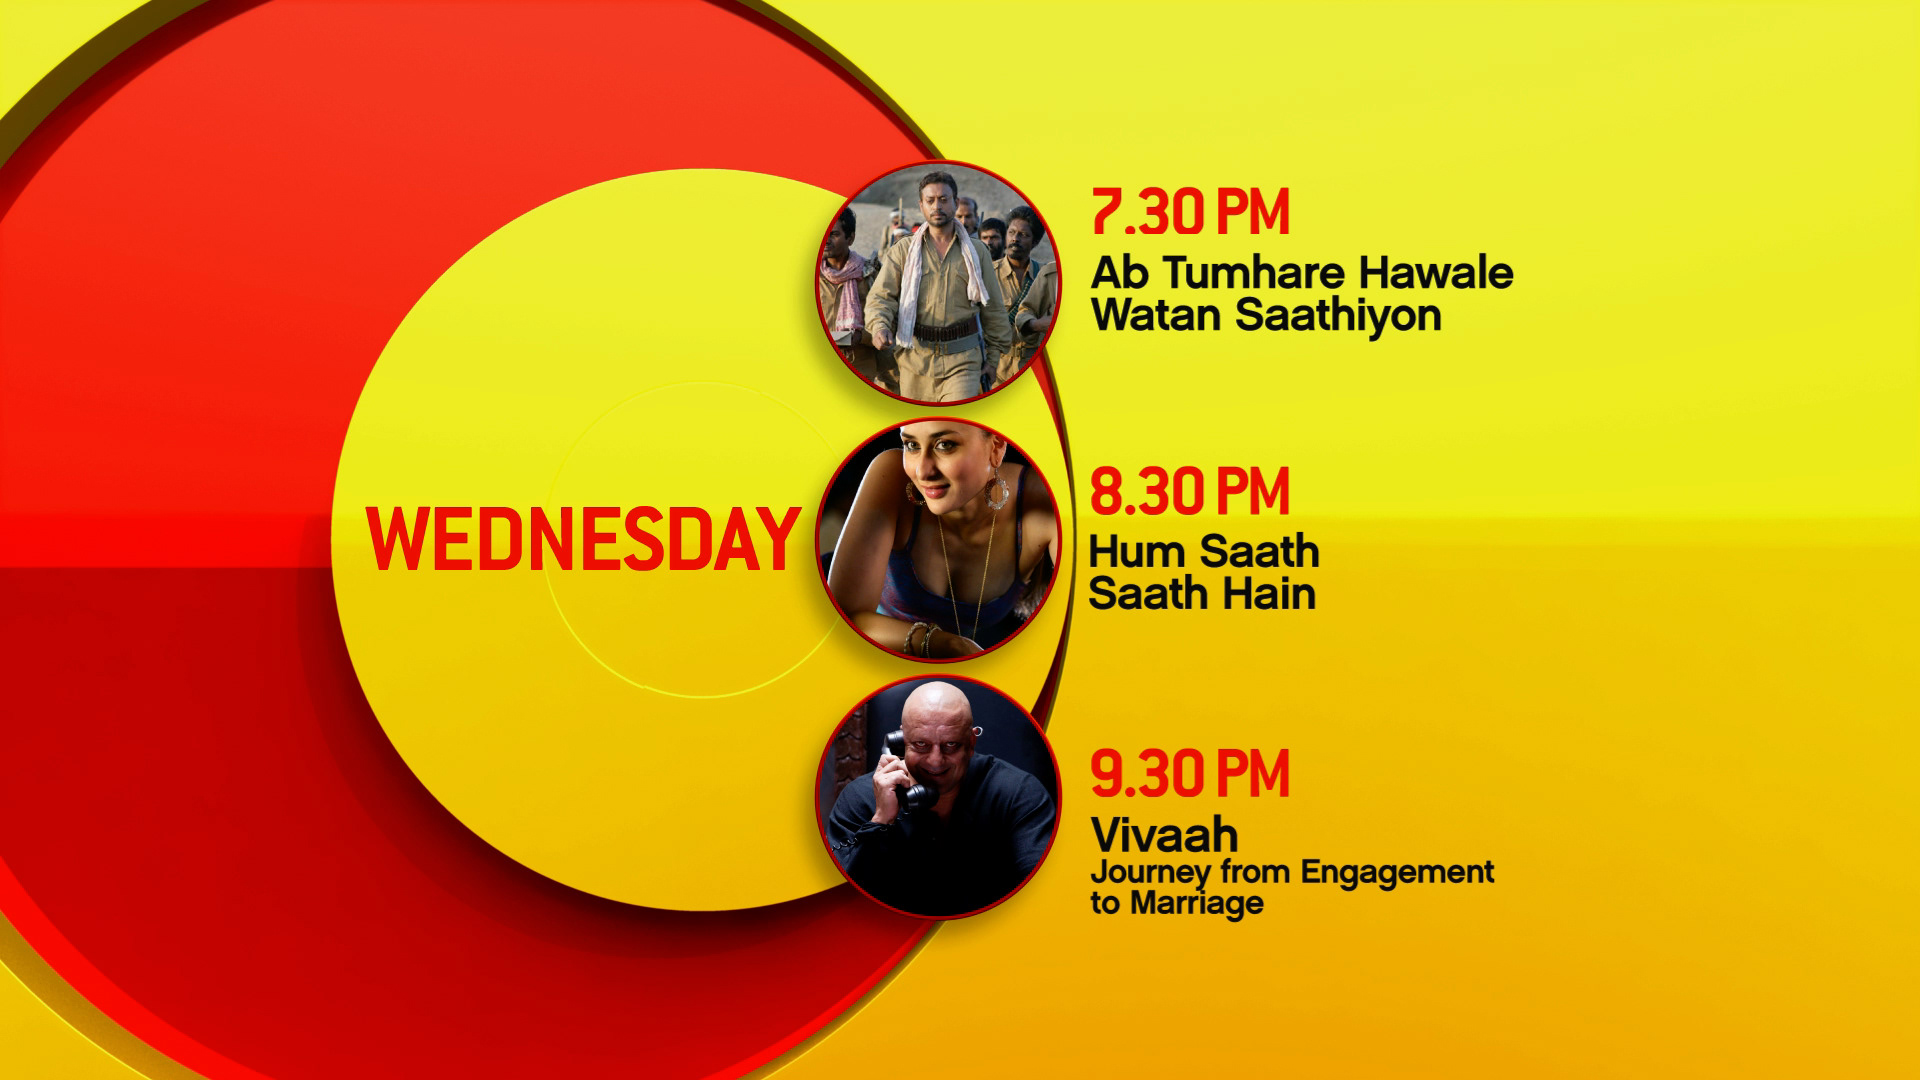 WEDNESDAY
7.30 PM
Ab Tumhare Hawale
Watan Saathiyon
8.30 PM
Hum Saath
Saath Hain
9.30 PM
Vivaah
Journey from Engagement
to Marriage